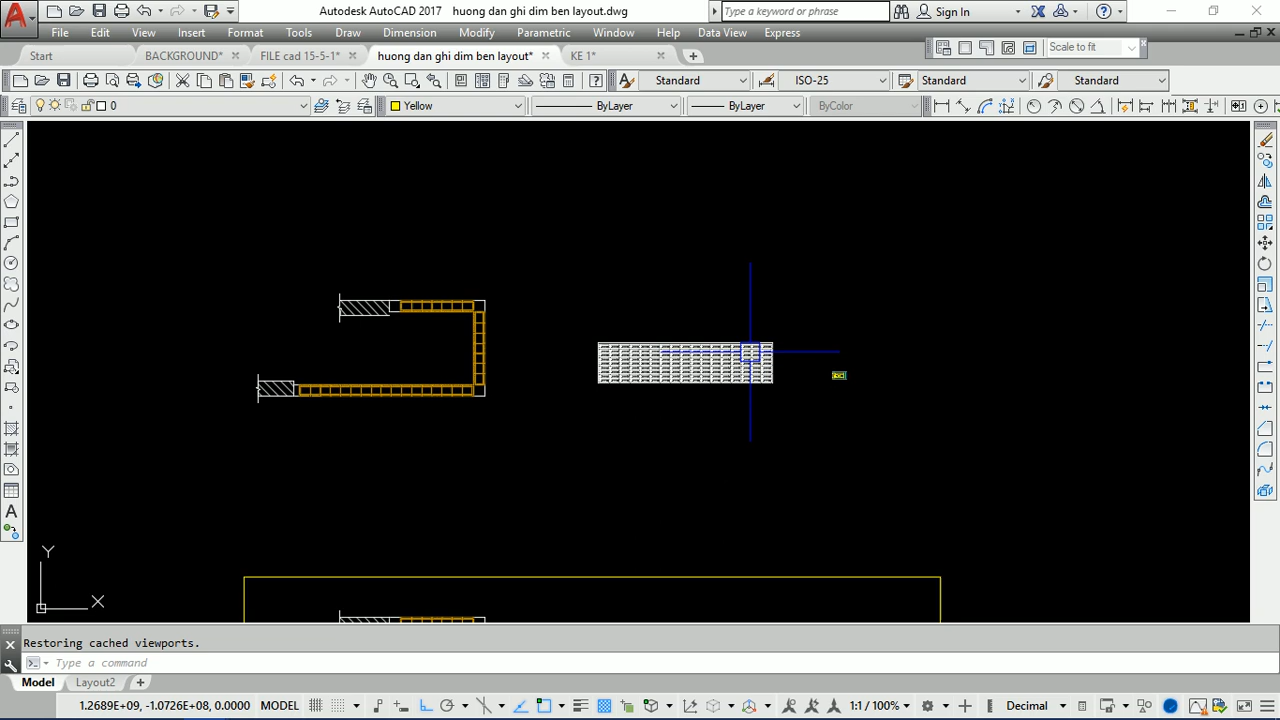 Autodesk AutoCAD 2017 huong dan ghi dim ben layout.dwg
Type a keyword or phrase
Sign In
File Edit View Insert Format Tools Draw Dimension Modify Parametric Window Help Data View Express
Scale to fit
Start BACKGROUND* FILE cad 15-5-1* huong dan ghi dim ben layout* KE 1*
Standard ISO-25 Standard Standard
0 Yellow ByLayer ByLayer ByColor
Y
X
Restoring cached viewports.
Type a command
Model Layout2
1.2689E+09, -1.0726E+08, 0.0000 MODEL 1:1 / 100% Decimal